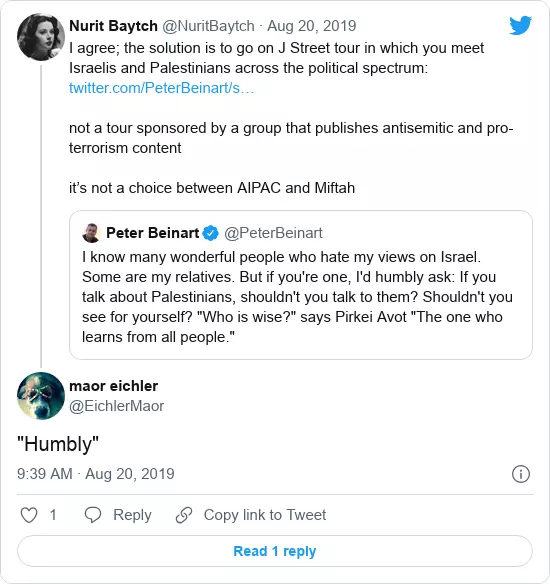 Nurit Baytch @NuritBaytch · Aug 20, 2019
I agree; the solution is to go on J Street tour in which you meet
Israelis and Palestinians across the political spectrum:
twitter.com/PeterBeinart/s…
not a tour sponsored by a group that publishes antisemitic and pro-
terrorism content
it’s not a choice between AIPAC and Miftah
Peter Beinart @PeterBeinart
I know many wonderful people who hate my views on Israel.
Some are my relatives. But if you're one, I'd humbly ask: If you
talk about Palestinians, shouldn't you talk to them? Shouldn't you
see for yourself? "Who is wise?" says Pirkei Avot "The one who
learns from all people."
maor eichler
@EichlerMaor
"Humbly"
9:39 AM · Aug 20, 2019
1 Reply Copy link to Tweet
Read 1 reply